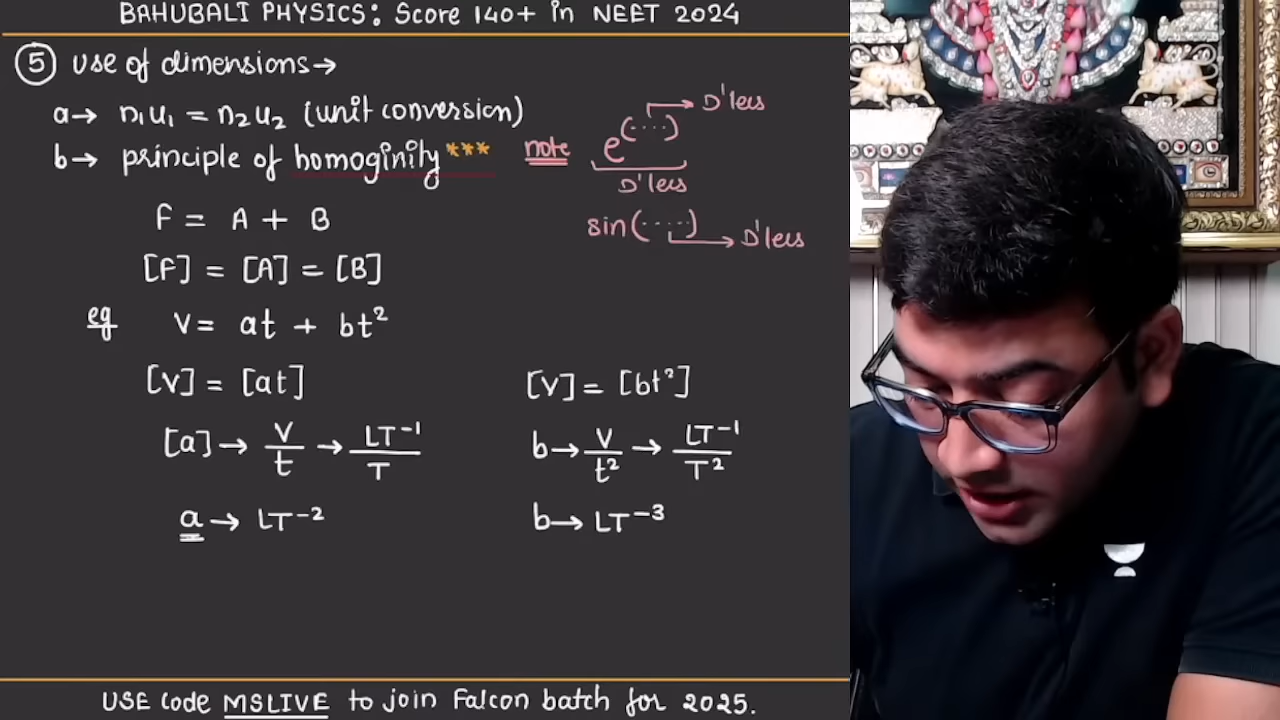 BAHUBALI PHYSICS: Score 140+ in NEET 2024
⑤ use of dimensions→
a→ n₁u₁ = n₂u₂ (unit conversion)
b→ principle of homoginity ***
note e^(····) → D'less
D'less
sin(·····) → D'less
F = A + B
[F] = [A] = [B]
eg V = at + bt²
[V] = [at]
[a] → V/t → LT⁻¹/T
a → LT⁻²
[V] = [bt²]
b → V/t² → LT⁻¹/T²
b → LT⁻³
USE Code MSLIVE to join Falcon batch for 2025.